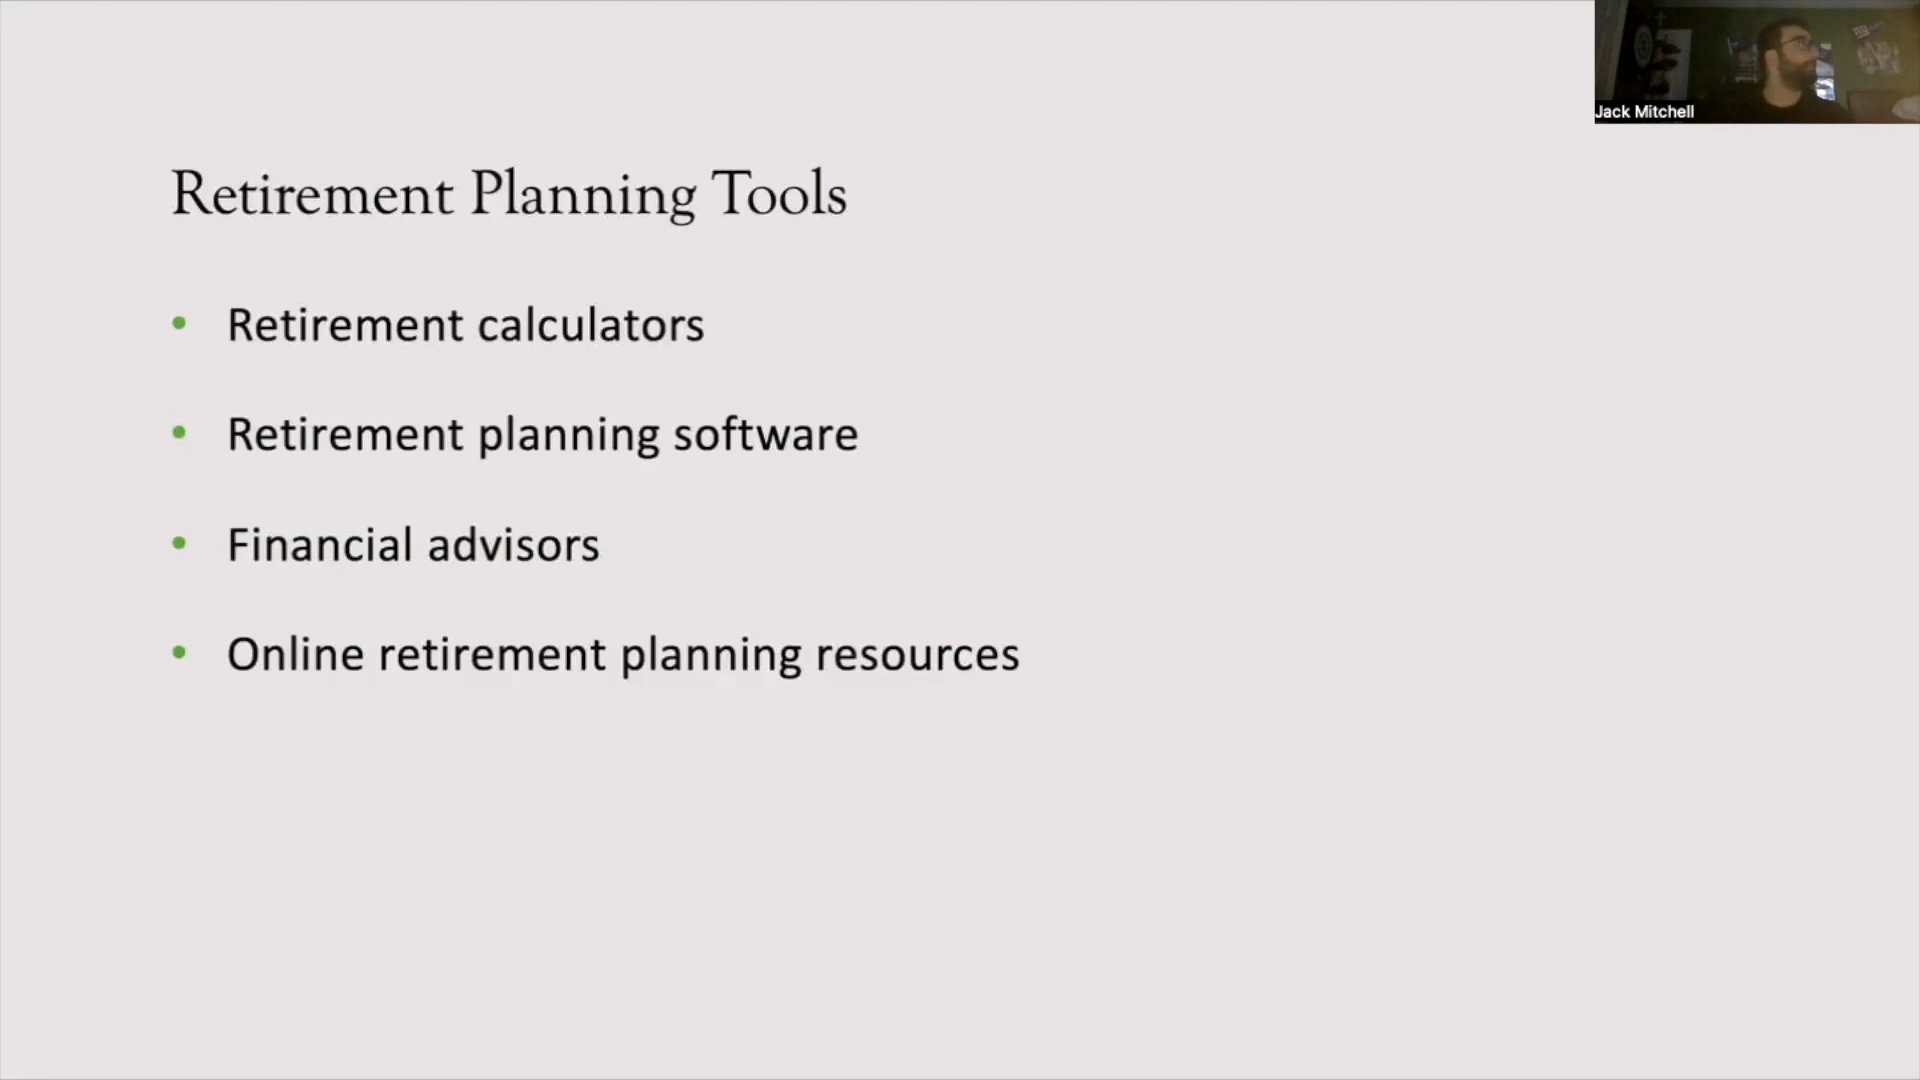 Jack Mitchell
Retirement Planning Tools
• Retirement calculators
• Retirement planning software
• Financial advisors
• Online retirement planning resources